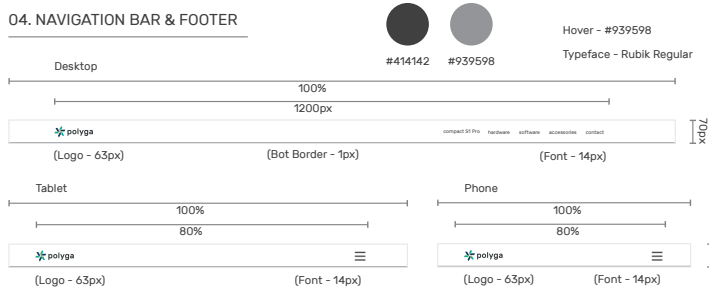 04. NAVIGATION BAR & FOOTER
#414142
#939598
Hover - #939598
Typeface - Rubik Regular
Desktop
100%
1200px
polyga
compact S1 Pro hardware software accessories contact
70px
(Logo - 63px)
(Bot Border - 1px)
(Font - 14px)
Tablet
100%
80%
polyga
(Logo - 63px)
(Font - 14px)
Phone
100%
80%
polyga
(Logo - 63px)
(Font - 14px)